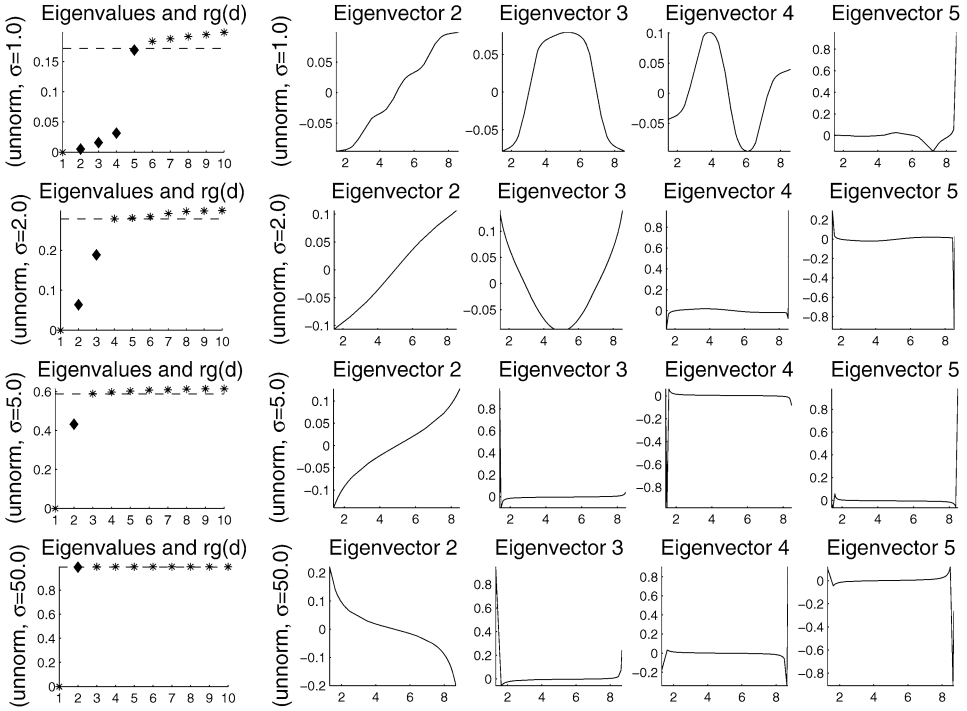 Eigenvalues and rg(d) Eigenvector 2 Eigenvector 3 Eigenvector 4 Eigenvector 5
(unnorm, σ=1.0)
0.15
0.1
0.05
0
1 2 3 4 5 6 7 8 9 10
(unnorm, σ=1.0)
0.05
0
−0.05
2 4 6 8
0.05
0
−0.05
2 4 6 8
0.1
0.05
0
−0.05
2 4 6 8
0.8
0.6
0.4
0.2
0
2 4 6 8
Eigenvalues and rg(d) Eigenvector 2 Eigenvector 3 Eigenvector 4 Eigenvector 5
(unnorm, σ=2.0)
0.2
0.1
0
1 2 3 4 5 6 7 8 9 10
(unnorm, σ=2.0)
0.1
0.05
0
−0.05
−0.1
2 4 6 8
0.1
0.05
0
−0.05
2 4 6 8
0.8
0.6
0.4
0.2
0
2 4 6 8
0.2
0
−0.2
−0.4
−0.6
−0.8
2 4 6 8
Eigenvalues and rg(d) Eigenvector 2 Eigenvector 3 Eigenvector 4 Eigenvector 5
(unnorm, σ=5.0)
0.6
0.4
0.2
0
1 2 3 4 5 6 7 8 9 10
(unnorm, σ=5.0)
0.1
0.05
0
−0.05
−0.1
2 4 6 8
0.8
0.6
0.4
0.2
0
2 4 6 8
0
−0.2
−0.4
−0.6
−0.8
2 4 6 8
0.8
0.6
0.4
0.2
0
2 4 6 8
Eigenvalues and rg(d) Eigenvector 2 Eigenvector 3 Eigenvector 4 Eigenvector 5
(unnorm, σ=50.0)
0.8
0.6
0.4
0.2
0
1 2 3 4 5 6 7 8 9 10
(unnorm, σ=50.0)
0.2
0.1
0
−0.1
−0.2
2 4 6 8
0.8
0.6
0.4
0.2
0
2 4 6 8
0.8
0.6
0.4
0.2
0
−0.2
2 4 6 8
0
−0.2
−0.4
−0.6
−0.8
2 4 6 8